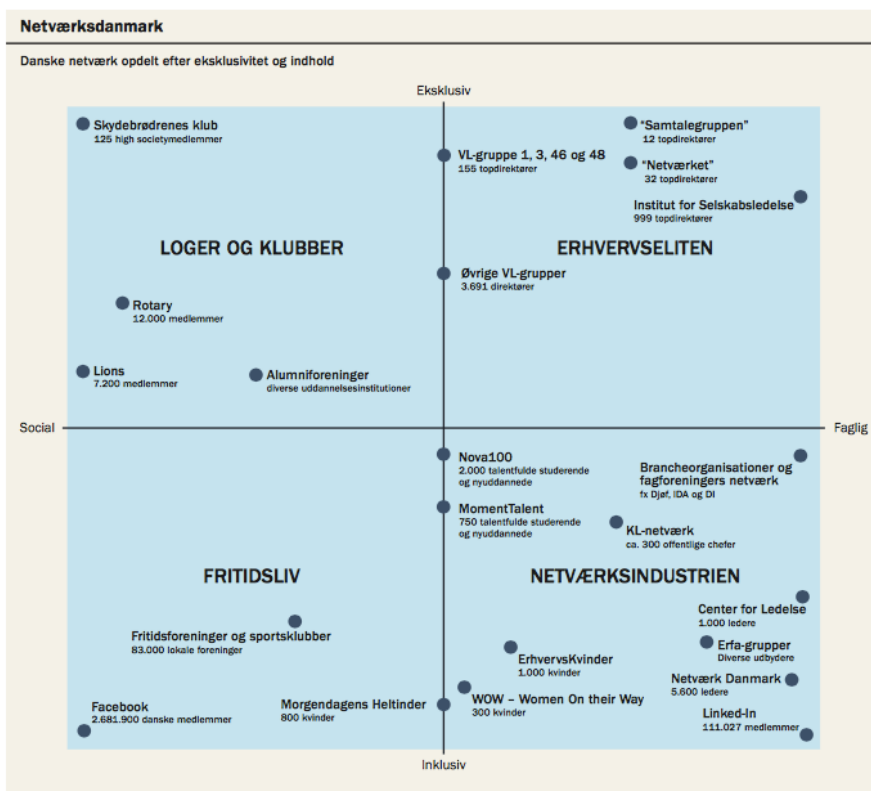 Netværksdanmark
Danske netværk opdelt efter eksklusivitet og indhold
Eksklusiv
Skydebrødrenes klub
125 high societymedlemmer
VL-gruppe 1, 3, 46 og 48
155 topdirektører
"Samtalegruppen"
12 topdirektører
"Netværket"
32 topdirektører
Institut for Selskabsledelse
999 topdirektører
LOGER OG KLUBBER
ERHVERVSELITEN
Øvrige VL-grupper
3.691 direktører
Rotary
12.000 medlemmer
Lions
7.200 medlemmer
Alumniforeninger
diverse uddannelsesinstitutioner
Social
Faglig
Nova100
2.000 talentfulde studerende
og nyuddannede
Brancheorganisationer og
fagforeningers netværk
fx Djøf, IDA og DI
MomentTalent
750 talentfulde studerende
og nyuddannede
KL-netværk
ca. 300 offentlige chefer
FRITIDSLIV
NETVÆRKSINDUSTRIEN
Center for Ledelse
1.000 ledere
Fritidsforeninger og sportsklubber
83.000 lokale foreninger
ErhvervsKvinder
1.000 kvinder
Erfa-grupper
Diverse udbydere
Netværk Danmark
5.600 ledere
Facebook
2.681.900 danske medlemmer
Morgendagens Heltinder
800 kvinder
WOW – Women On their Way
300 kvinder
Linked-In
111.027 medlemmer
Inklusiv